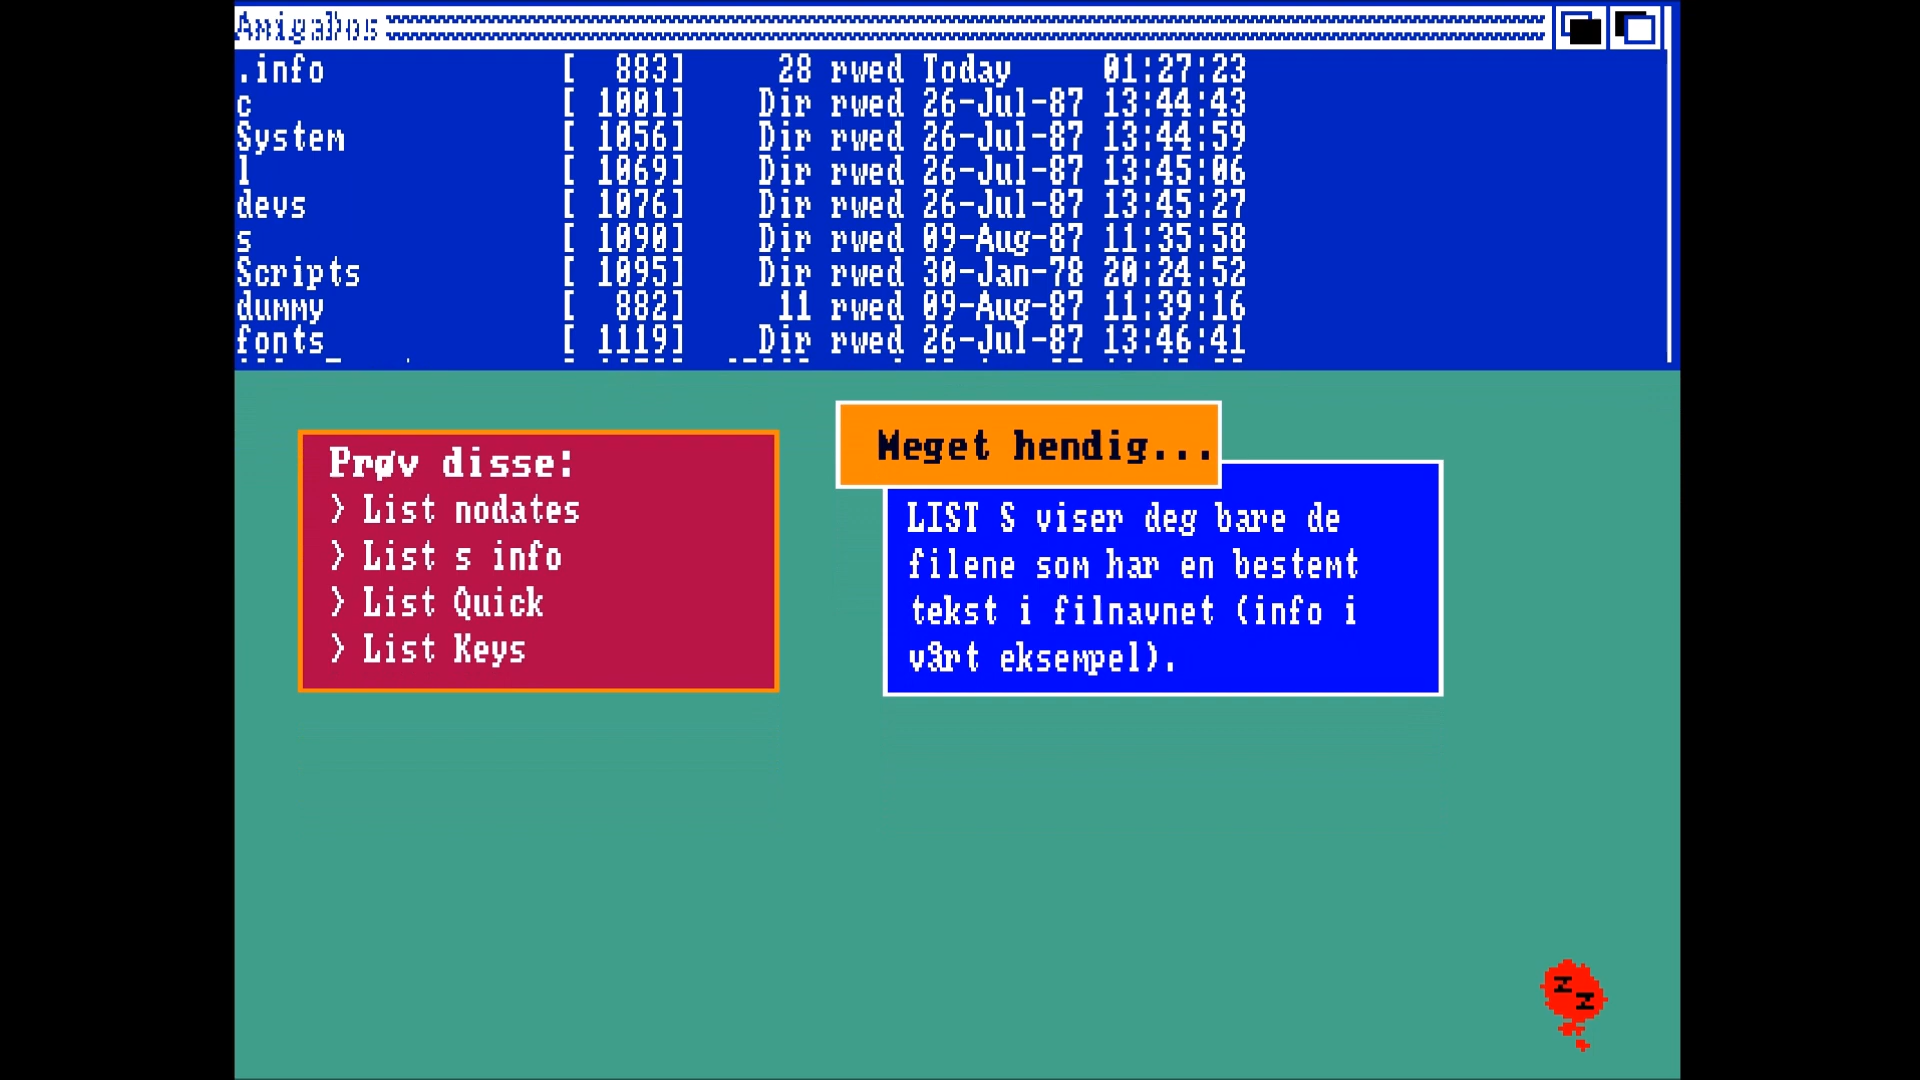 AmigaDos
.info [ 883] 28 rwed Today 01:27:23
c [ 1001] Dir rwed 26-Jul-87 13:44:43
System [ 1056] Dir rwed 26-Jul-87 13:44:59
l [ 1069] Dir rwed 26-Jul-87 13:45:06
devs [ 1076] Dir rwed 26-Jul-87 13:45:27
s [ 1090] Dir rwed 09-Aug-87 11:35:58
Scripts [ 1095] Dir rwed 30-Jan-78 20:24:52
dummy [ 882] 11 rwed 09-Aug-87 11:39:16
fonts [ 1119] Dir rwed 26-Jul-87 13:46:41
Prøv disse:
> List nodates
> List s info
> List Quick
> List Keys
Meget hendig...
LIST S viser deg bare de
filene som har en bestemt
tekst i filnavnet (info i
vårt eksempel).
Z
Z